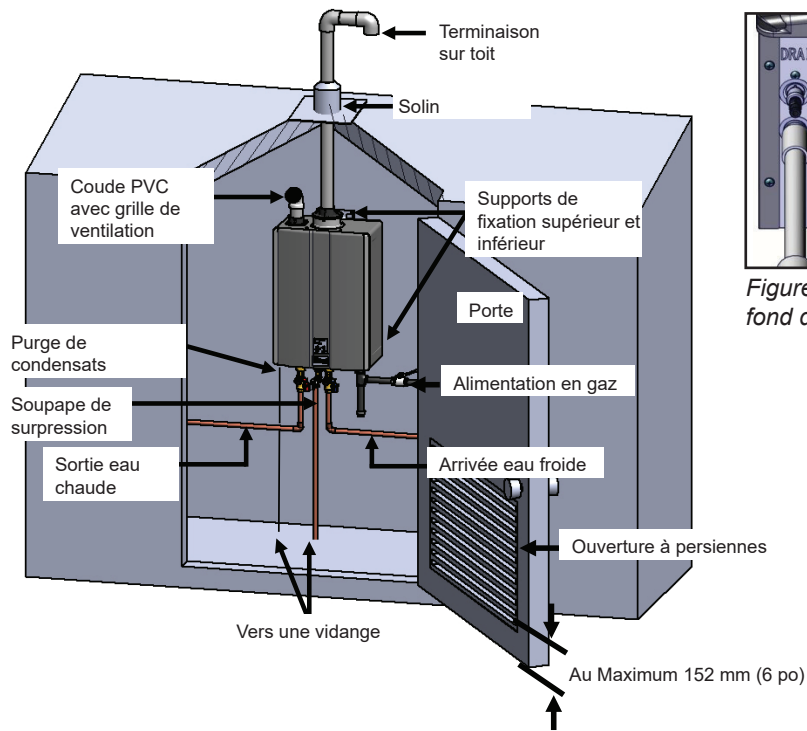 Terminaison
sur toit
Solin
Coude PVC
avec grille de
ventilation
Supports de
fixation supérieur et
inférieur
Porte
Purge de
condensats
Alimentation en gaz
Soupape de
surpression
Sortie eau
chaude
Arrivée eau froide
Ouverture à persiennes
Vers une vidange
Au Maximum 152 mm (6 po)
Figure
fond